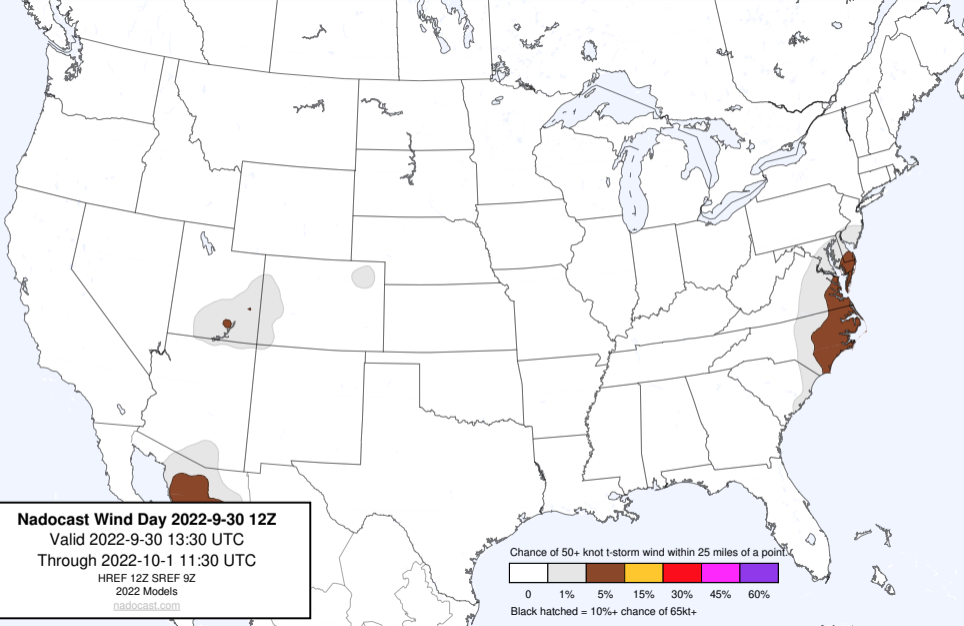 Nadocast Wind Day 2022-9-30 12Z
Valid 2022-9-30 13:30 UTC
Through 2022-10-1 11:30 UTC
HREF 12Z SREF 9Z
2022 Models
nadocast.com
Chance of 50+ knot t-storm wind within 25 miles of a point.
0 1% 5% 15% 30% 45% 60%
Black hatched = 10%+ chance of 65kt+